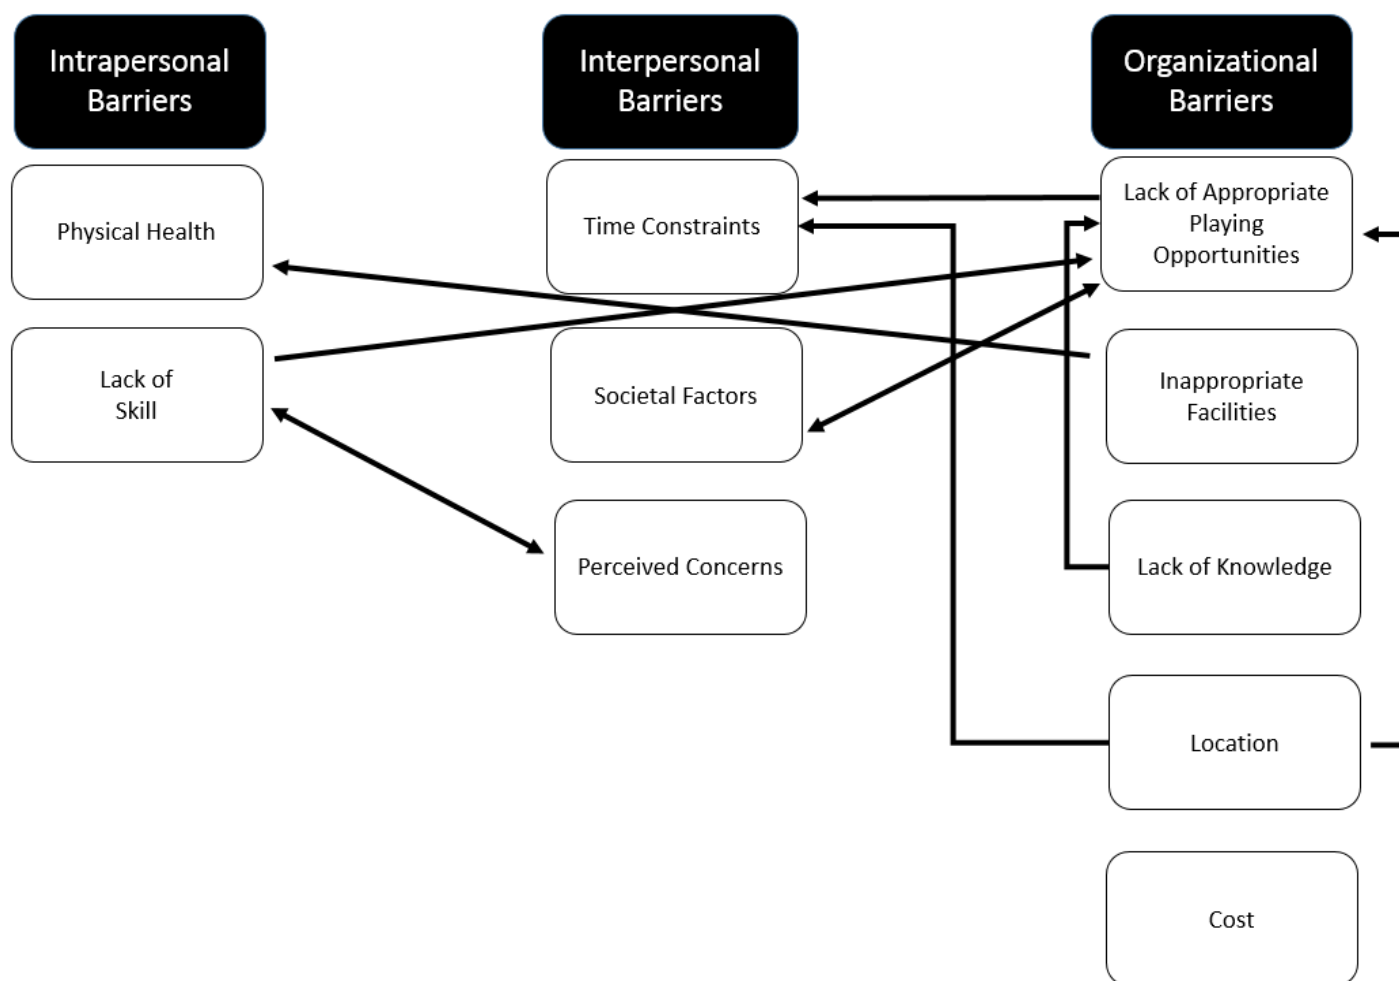 Intrapersonal
Barriers
Interpersonal
Barriers
Organizational
Barriers
Physical Health
Lack of
Skill
Time Constraints
Societal Factors
Perceived Concerns
Lack of Appropriate
Playing
Opportunities
Inappropriate
Facilities
Lack of Knowledge
Location
Cost